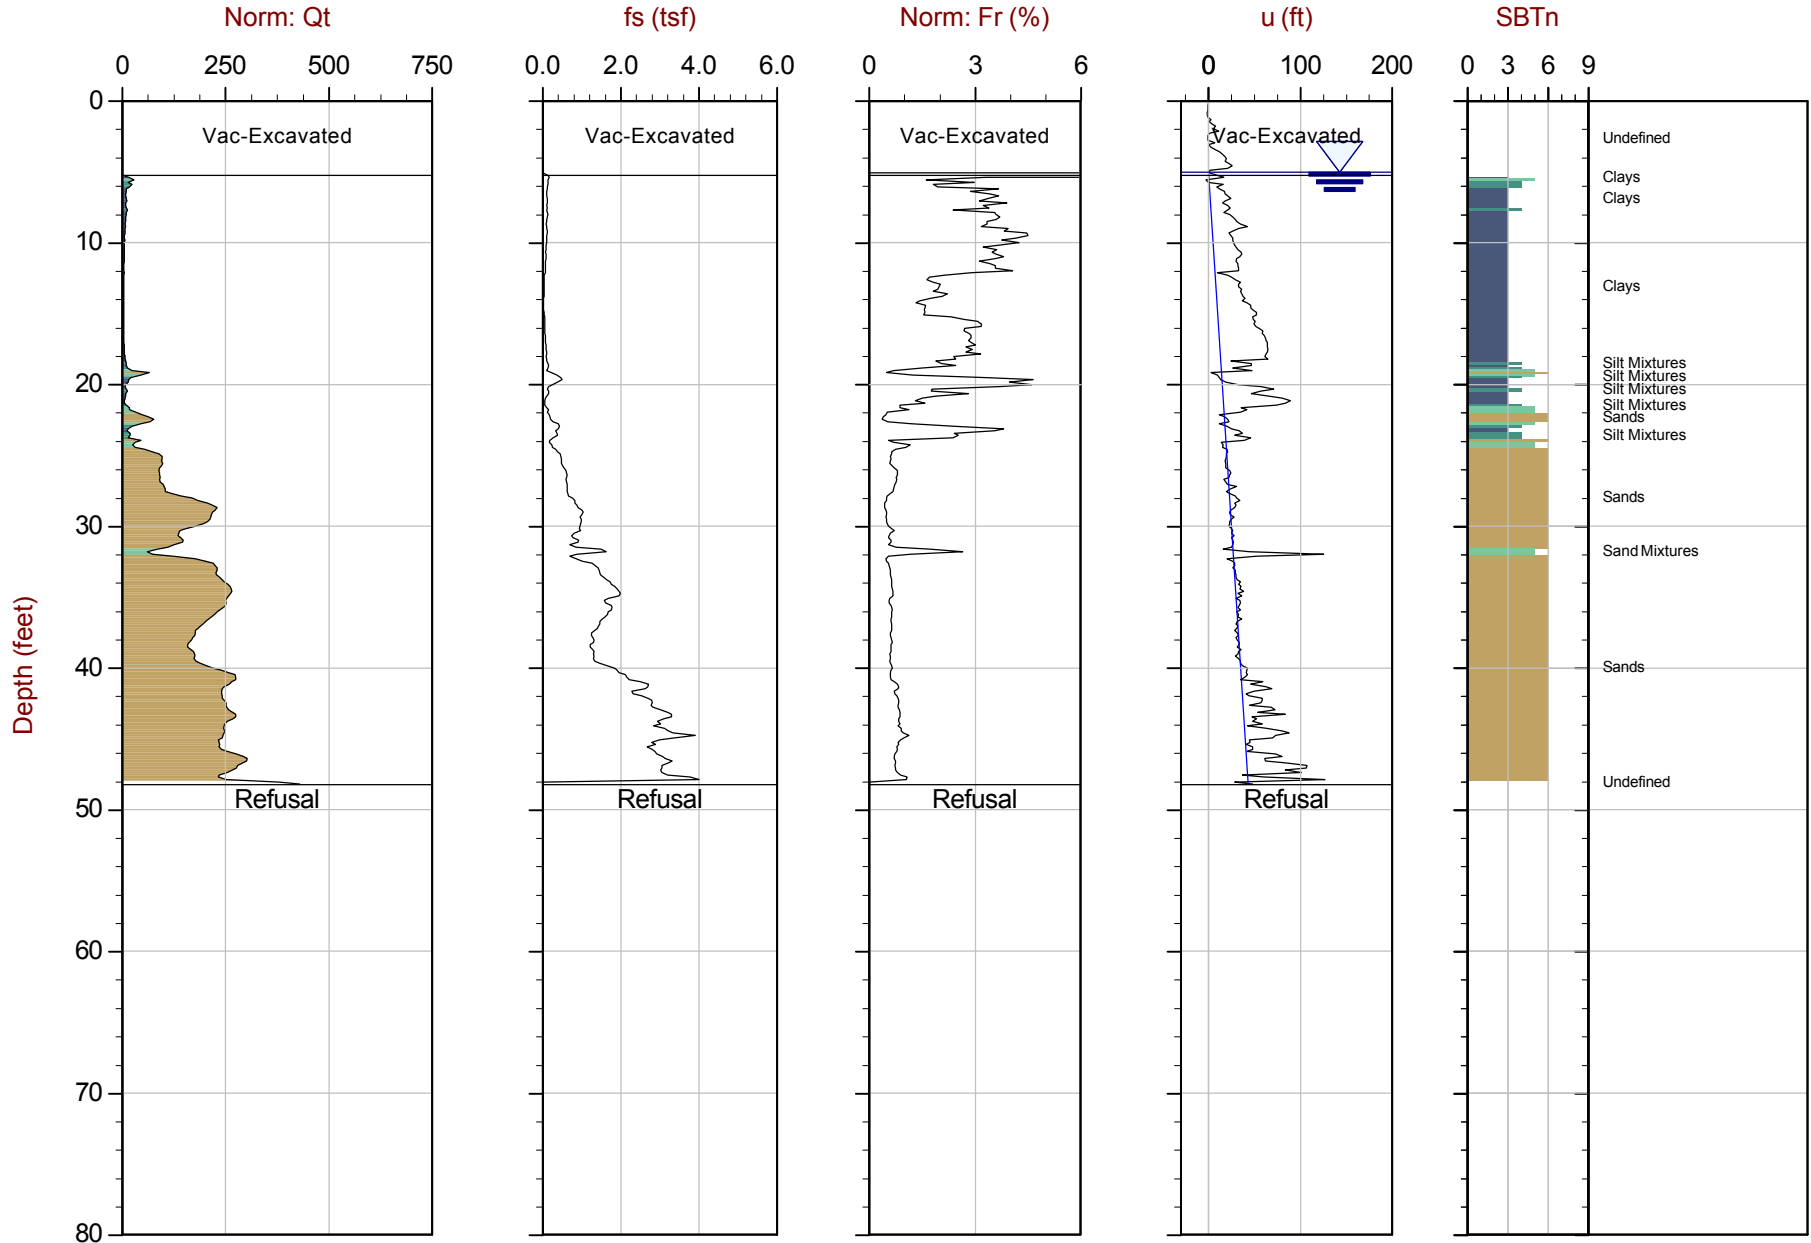 Norm: Qt fs (tsf) Norm: Fr (%) u (ft) SBTn
0 250 500 750 0.0 2.0 4.0 6.0 0 3 6 0 100 200 0 3 6 9
0
Vac-Excavated Vac-Excavated Vac-Excavated Vac-Excavated Undefined
Clays
Clays
10
Clays
Silt Mixtures
Silt Mixtures
20
Silt Mixtures
Silt Mixtures
Sands
Silt Mixtures
Sands
30
Sand Mixtures
Depth (feet)
40 Sands
Undefined
Refusal Refusal Refusal Refusal
50
60
70
80